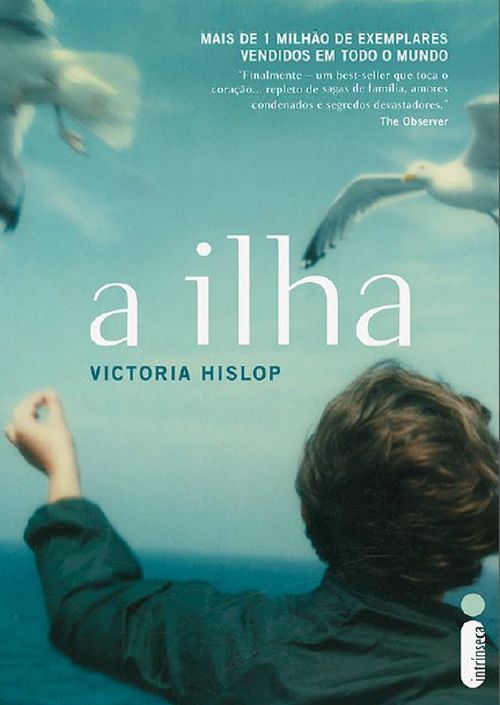 MAIS DE 1 MILHÃO DE EXEMPLARES
VENDIDOS EM TODO O MUNDO
"Finalmente – um best-seller que toca o
coração... repleto de sagas de família, amores
condenados e segredos devastadores."
The Observer
a ilha
VICTORIA HISLOP
intrínseca